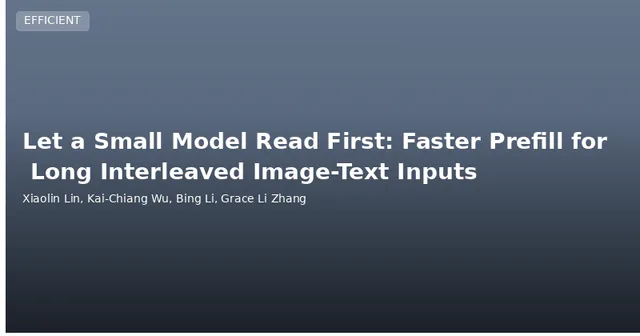 EFFICIENT
Let a Small Model Read First: Faster Prefill for
Long Interleaved Image-Text Inputs
Xiaolin Lin, Kai-Chiang Wu, Bing Li, Grace Li Zhang